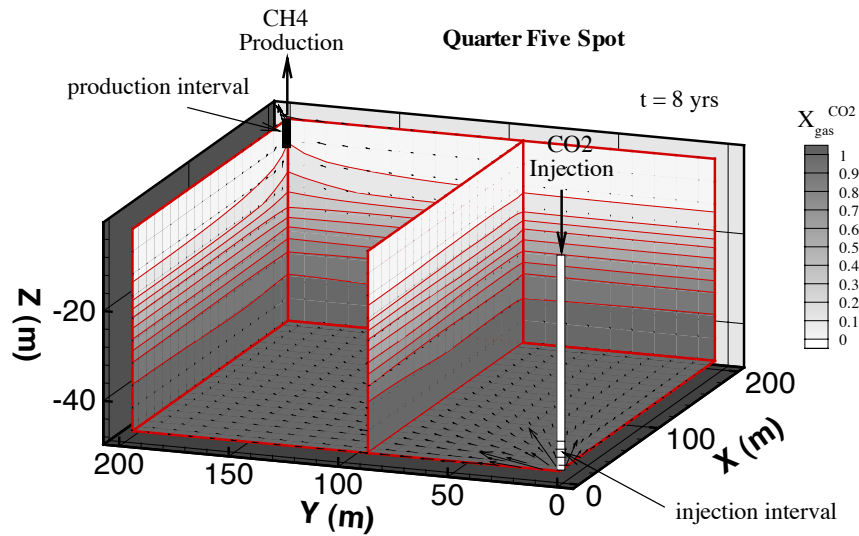 CH4
Production
Quarter Five Spot
production interval
t = 8 yrs
X gas CO2
CO2
Injection
1
0.9
0.8
0.7
0.6
0.5
0.4
0.3
0.2
0.1
0
Z (m)
-20
-40
200
150
100
50
0
Y (m)
0
100
200
X (m)
injection interval